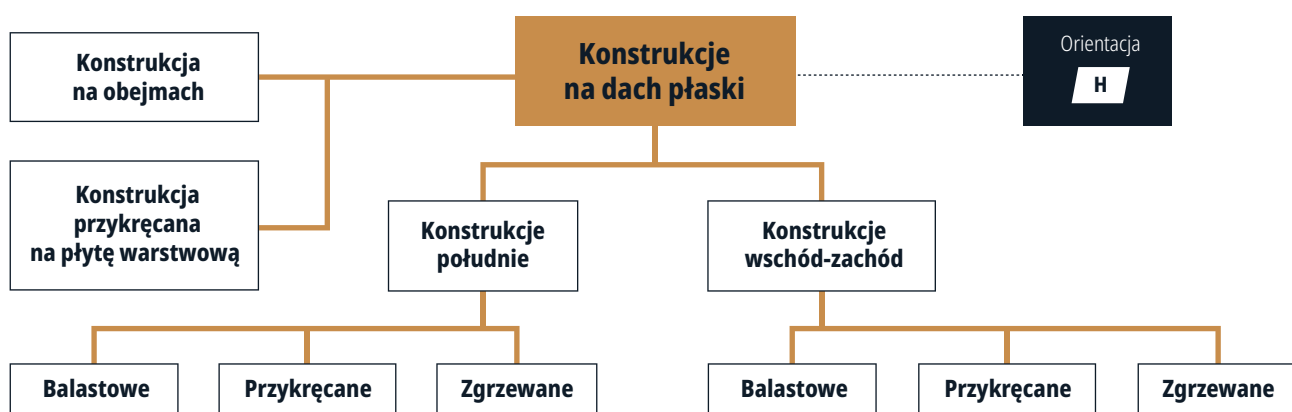 Konstrukcja
na obejmach
Konstrukcje
na dach płaski
Orientacja
H
Konstrukcja
przykręcana
na płytę warstwową
Konstrukcje
południe
Konstrukcje
wschód-zachód
Balastowe
Przykręcane
Zgrzewane
Balastowe
Przykręcane
Zgrzewane